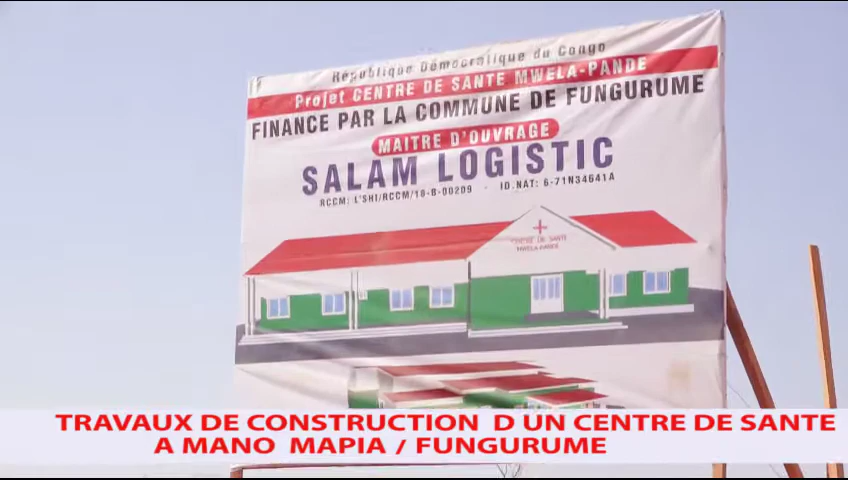 République Démocratique du Congo
Projet CENTRE DE SANTE MWELA-PANDE
FINANCE PAR LA COMMUNE DE FUNGURUME
MAITRE D'OUVRAGE
SALAM LOGISTIC
RCCM: L'SHI/RCCM/18-B-00209 - ID.NAT: 6-71N34641A
CENTRE DE SANTE
MWELA-PANDE
TRAVAUX DE CONSTRUCTION D UN CENTRE DE SANTE
A MANO MAPIA / FUNGURUME